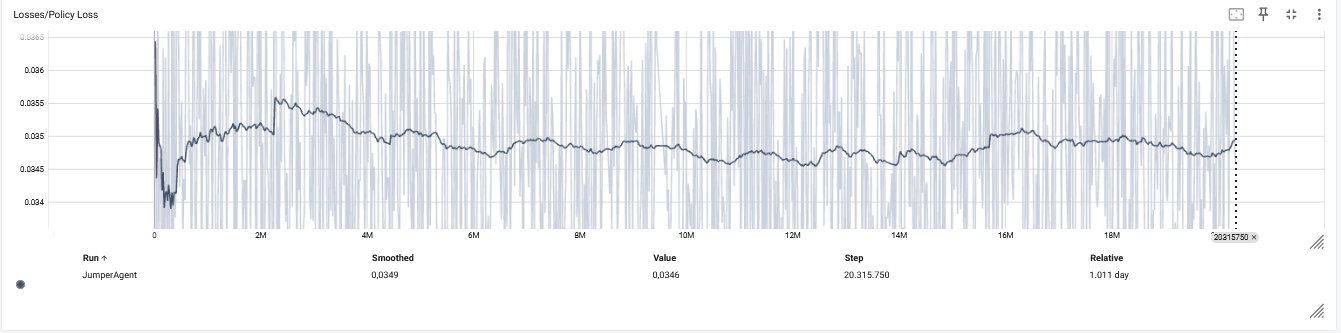 Losses/Policy Loss
0.0365
0.036
0.0355
0.035
0.0345
0.034
0 2M 4M 6M 8M 10M 12M 14M 16M 18M
20315750 ×
Run ↑ Smoothed Value Step Relative
JumperAgent 0,0349 0,0346 20.315.750 1.011 day